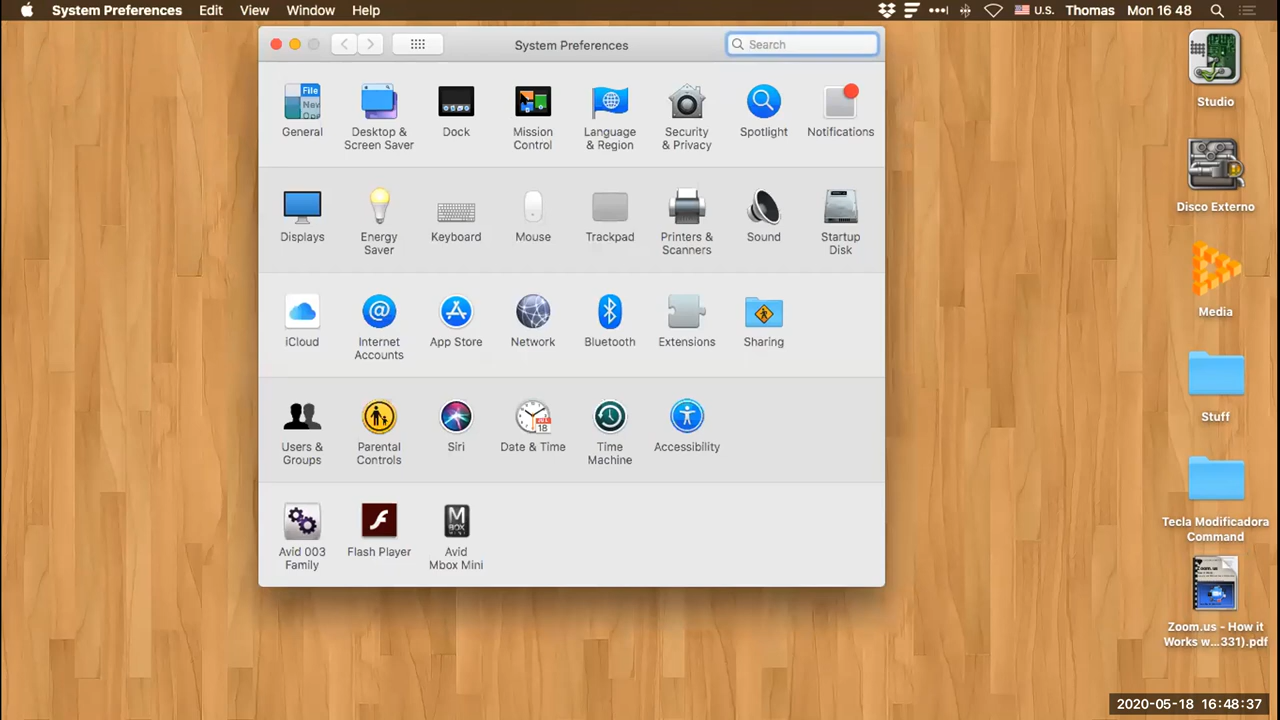 System Preferences Edit View Window Help U.S. Thomas Mon 16 48
System Preferences
Search
General
Desktop &
Screen Saver
Dock
Mission
Control
Language
& Region
Security
& Privacy
Spotlight
Notifications
Displays
Energy
Saver
Keyboard
Mouse
Trackpad
Printers &
Scanners
Sound
Startup
Disk
iCloud
Internet
Accounts
App Store
Network
Bluetooth
Extensions
Sharing
Users &
Groups
Parental
Controls
Siri
Date & Time
Time
Machine
Accessibility
Avid 003
Family
Flash Player
Avid
Mbox Mini
Studio
Disco Externo
Media
Stuff
Tecla Modificadora
Command
Zoom.us - How it
Works w...331).pdf
2020-05-18 16:48:37